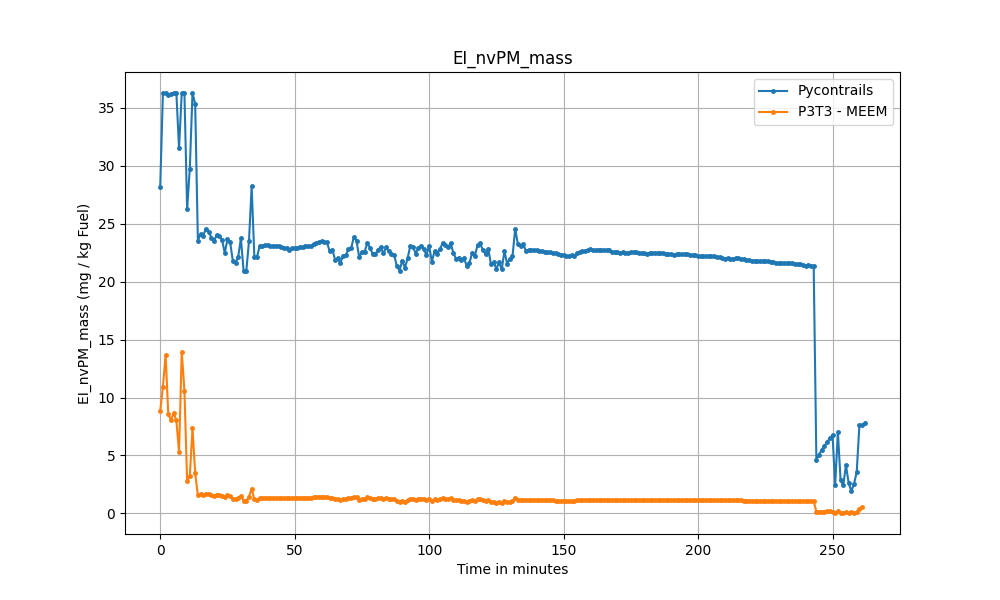 EI_nvPM_mass
Pycontrails
P3T3 - MEEM
EI_nvPM_mass (mg / kg Fuel)
35
30
25
20
15
10
5
0
0 50 100 150 200 250
Time in minutes